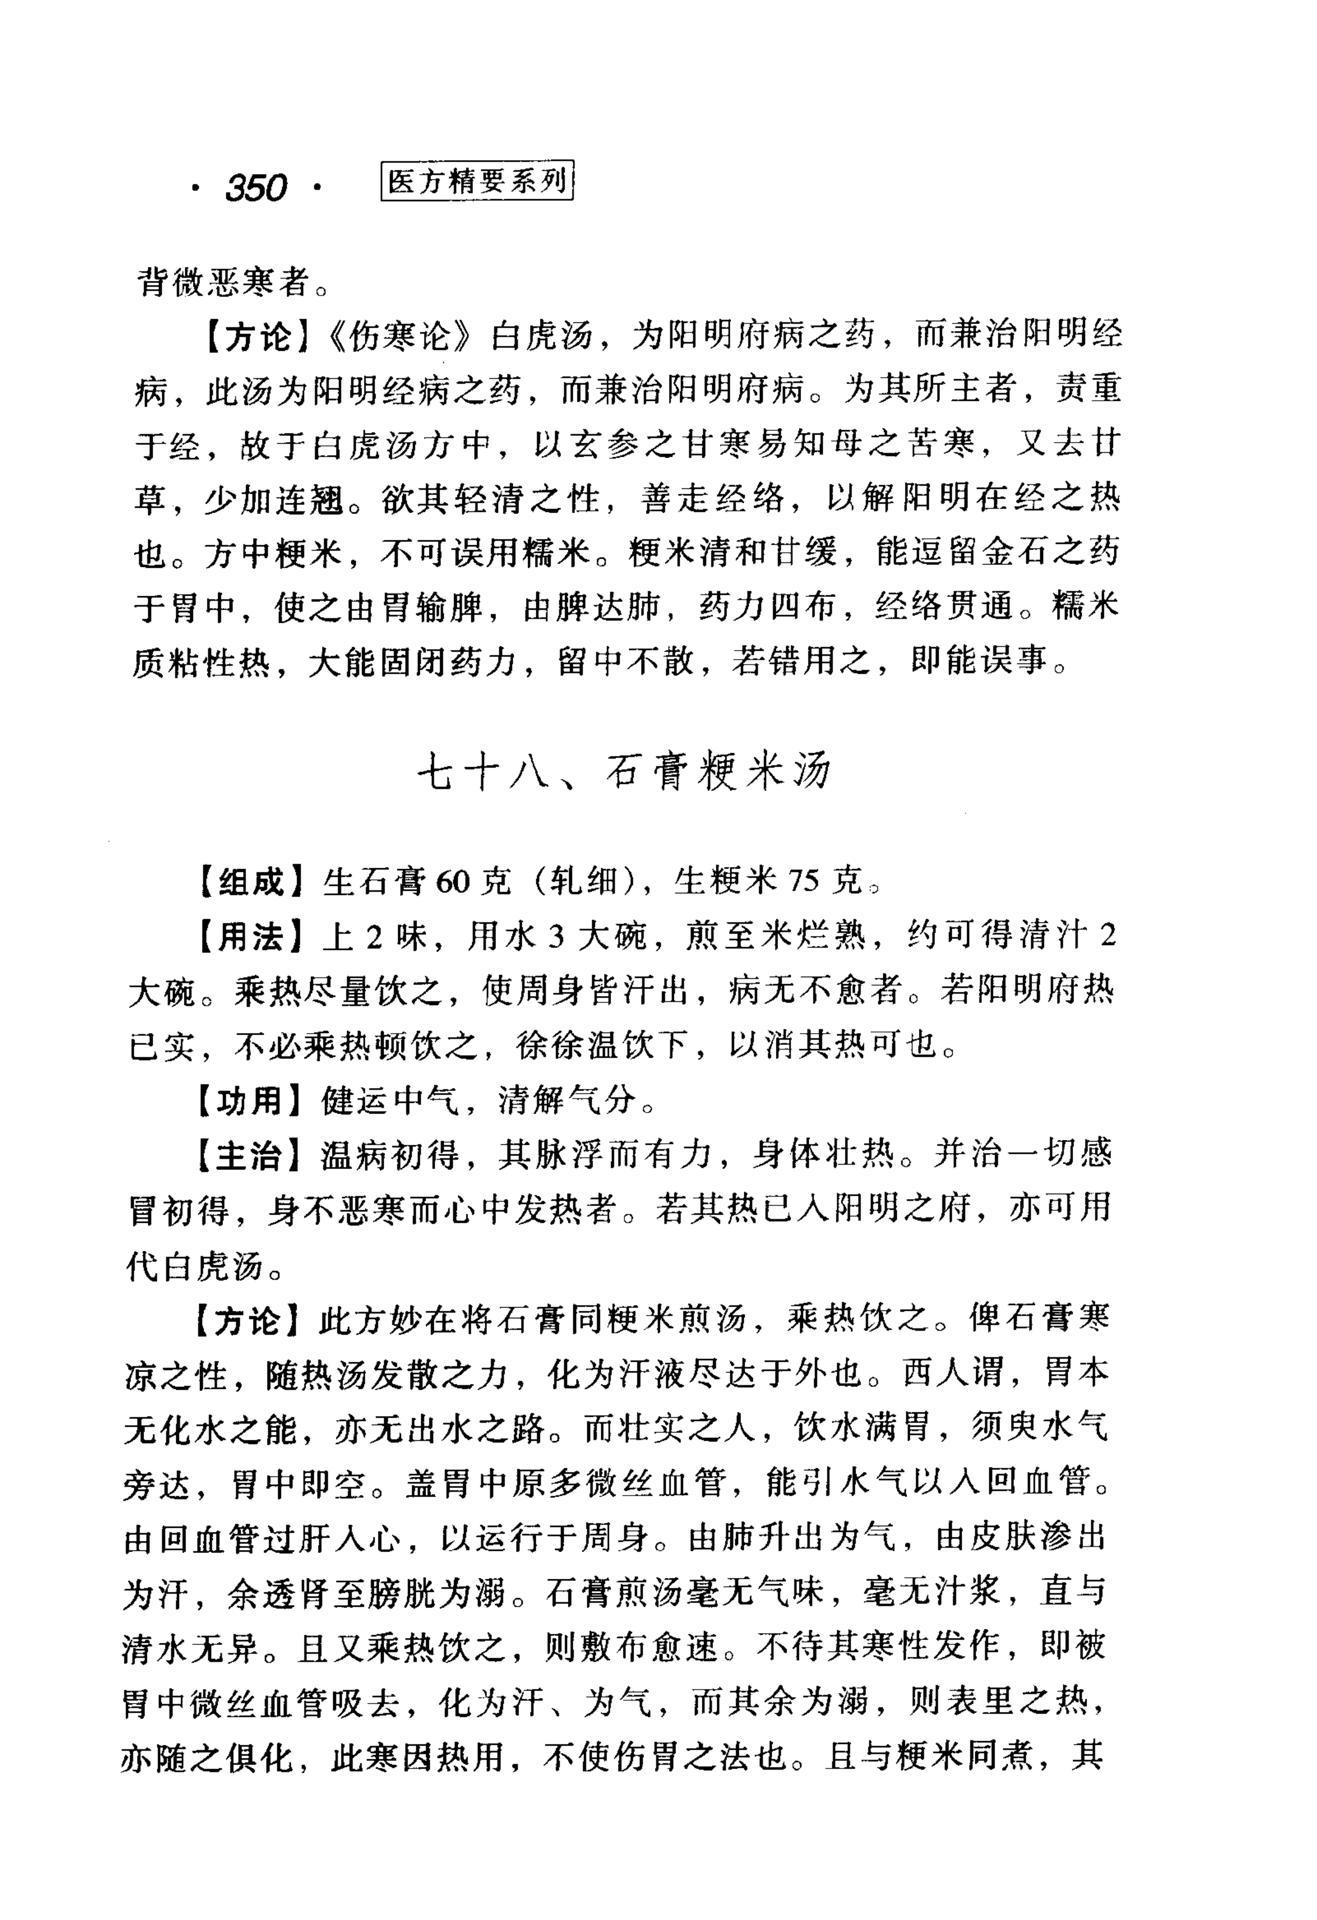 · 350 · 医方精要系列
背微恶寒者。
【方论】《伤寒论》白虎汤，为阳明府病之药，而兼治阳明经
病，此汤为阳明经病之药，而兼治阳明府病。为其所主者，责重
于经，故于白虎汤方中，以玄参之甘寒易知母之苦寒，又去甘
草，少加连翘。欲其轻清之性，善走经络，以解阳明在经之热
也。方中粳米，不可误用糯米。粳米清和甘缓，能逗留金石之药
于胃中，使之由胃输脾，由脾达肺，药力四布，经络贯通。糯米
质粘性热，大能固闭药力，留中不散，若错用之，即能误事。
七十八、石膏粳米汤
【组成】生石膏 60 克（轧细），生粳米 75 克。
【用法】上 2 味，用水 3 大碗，煎至米烂熟，约可得清汁 2
大碗。乘热尽量饮之，使周身皆汗出，病无不愈者。若阳明府热
已实，不必乘热顿饮之，徐徐温饮下，以消其热可也。
【功用】健运中气，清解气分。
【主治】温病初得，其脉浮而有力，身体壮热。并治一切感
冒初得，身不恶寒而心中发热者。若其热已入阳明之府，亦可用
代白虎汤。
【方论】此方妙在将石膏同粳米煎汤，乘热饮之。俾石膏寒
凉之性，随热汤发散之力，化为汗液尽达于外也。西人谓，胃本
无化水之能，亦无出水之路。而壮实之人，饮水满胃，须臾水气
旁达，胃中即空。盖胃中原多微丝血管，能引水气以入回血管。
由回血管过肝入心，以运行于周身。由肺升出为气，由皮肤渗出
为汗，余透肾至膀胱为溺。石膏煎汤毫无气味，毫无汁浆，直与
清水无异。且又乘热饮之，则敷布愈速。不待其寒性发作，即被
胃中微丝血管吸去，化为汗、为气，而其余为溺，则表里之热，
亦随之俱化，此寒因热用，不使伤胃之法也。且与粳米同煮，其